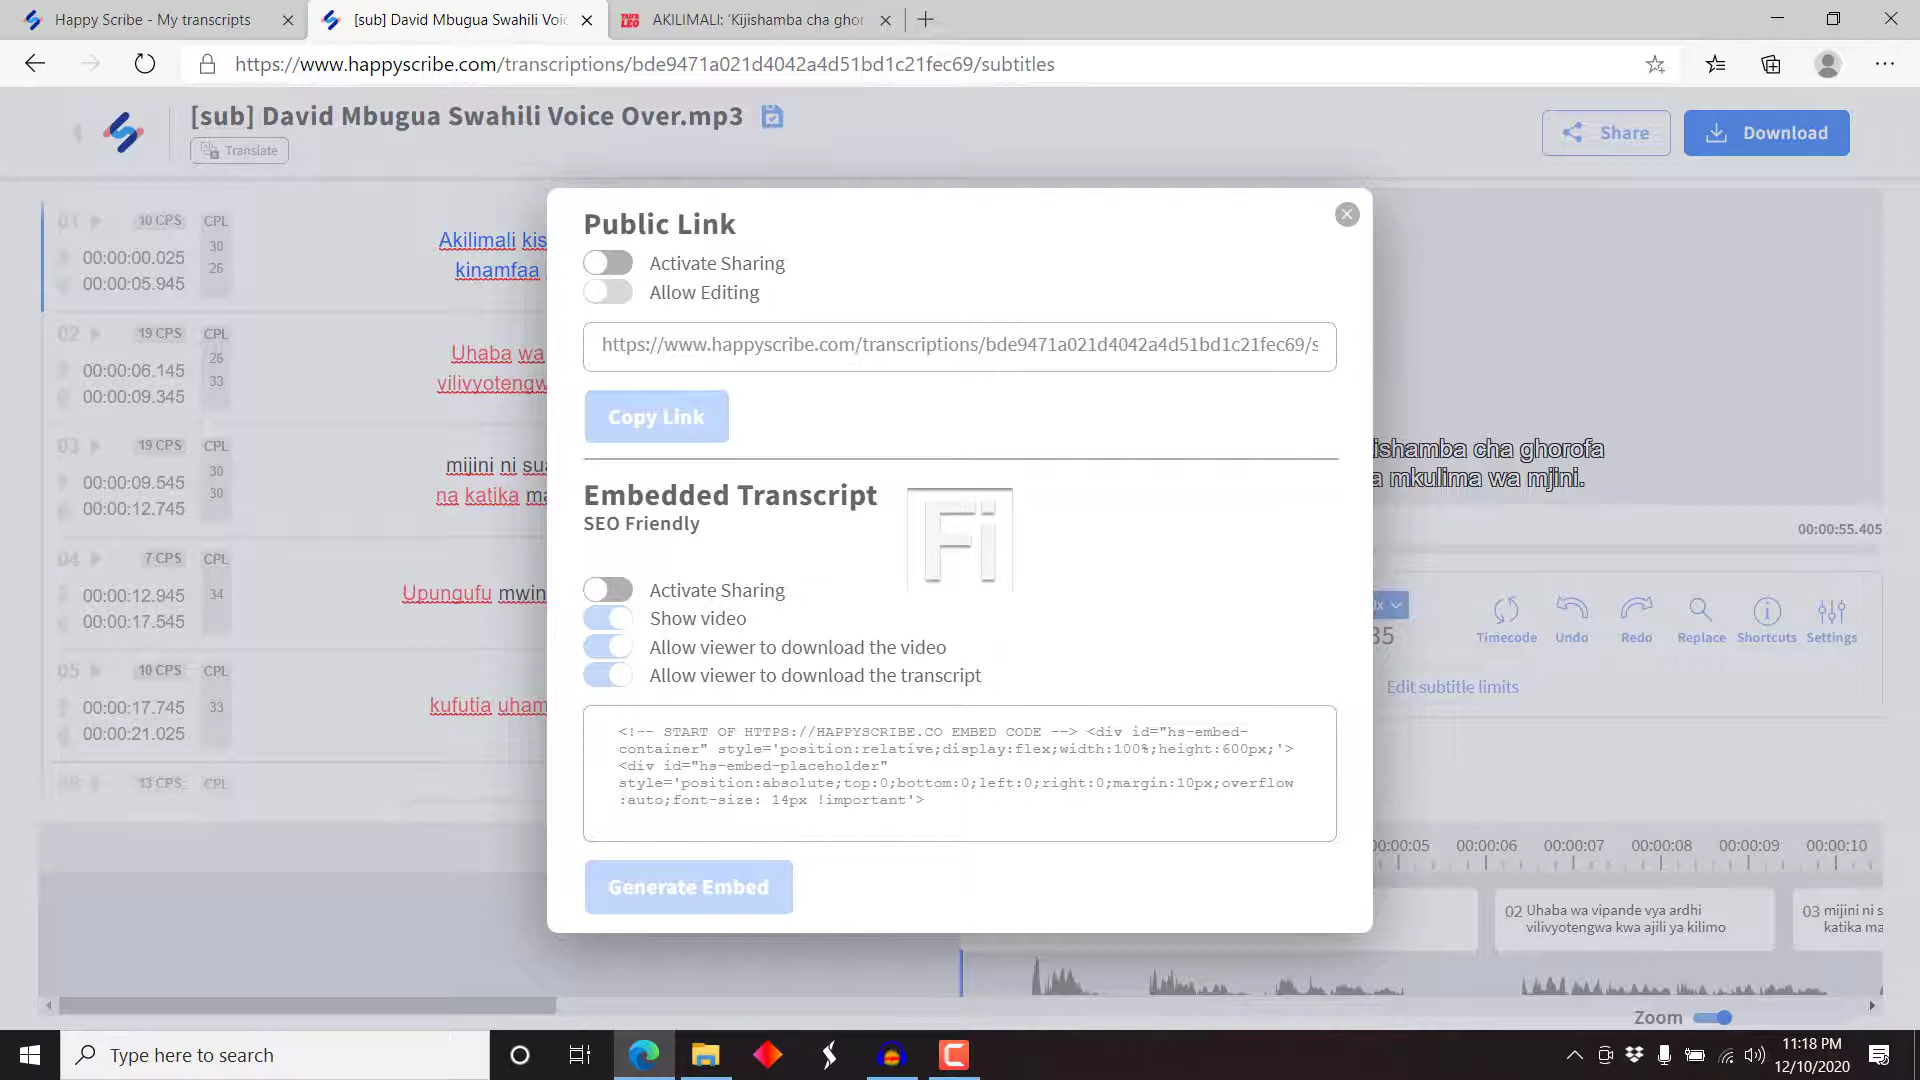 Happy Scribe - My transcripts
[sub] David Mbugua Swahili Voic
AKILIMALI: 'Kijishamba cha ghor
https://www.happyscribe.com/transcriptions/bde9471a021d4042a4d51bd1c21fec69/subtitles
[sub] David Mbugua Swahili Voice Over.mp3
Translate
Share
Download
01 10 CPS CPL
00:00:00.025 30
00:00:05.945 26
Akilimali kis
kinamfaa
02 19 CPS CPL
00:00:06.145 26
00:00:09.345 33
Uhaba wa
vilivyotengw
03 19 CPS CPL
00:00:09.545 30
00:00:12.745 30
mijini ni sua
na katika ma
04 7 CPS CPL
00:00:12.945 34
00:00:17.545
Upungufu mwin
05 10 CPS CPL
00:00:17.745 33
00:00:21.025
kufutia uham
13 CPS CPL
Public Link
Activate Sharing
Allow Editing
https://www.happyscribe.com/transcriptions/bde9471a021d4042a4d51bd1c21fec69/s
Copy Link
Embedded Transcript
SEO Friendly
Fi
Activate Sharing
Show video
Allow viewer to download the video
Allow viewer to download the transcript
<!-- START OF HTTPS://HAPPYSCRIBE.CO EMBED CODE --> <div id="hs-embed-
container" style='position:relative;display:flex;width:100%;height:600px;'>
<div id="hs-embed-placeholder"
style='position:absolute;top:0;bottom:0;left:0;right:0;margin:10px;overflow
:auto;font-size: 14px !important'>
Generate Embed
ishamba cha ghorofa
a mkulima wa mjini.
00:00:55.405
35
Timecode Undo Redo Replace Shortcuts Settings
Edit subtitle limits
00:00:05 00:00:06 00:00:07 00:00:08 00:00:09 00:00:10
02 Uhaba wa vipande vya ardhi
vilivyotengwa kwa ajili ya kilimo
03 mijini ni s
katika ma
Zoom
Type here to search
11:18 PM
12/10/2020